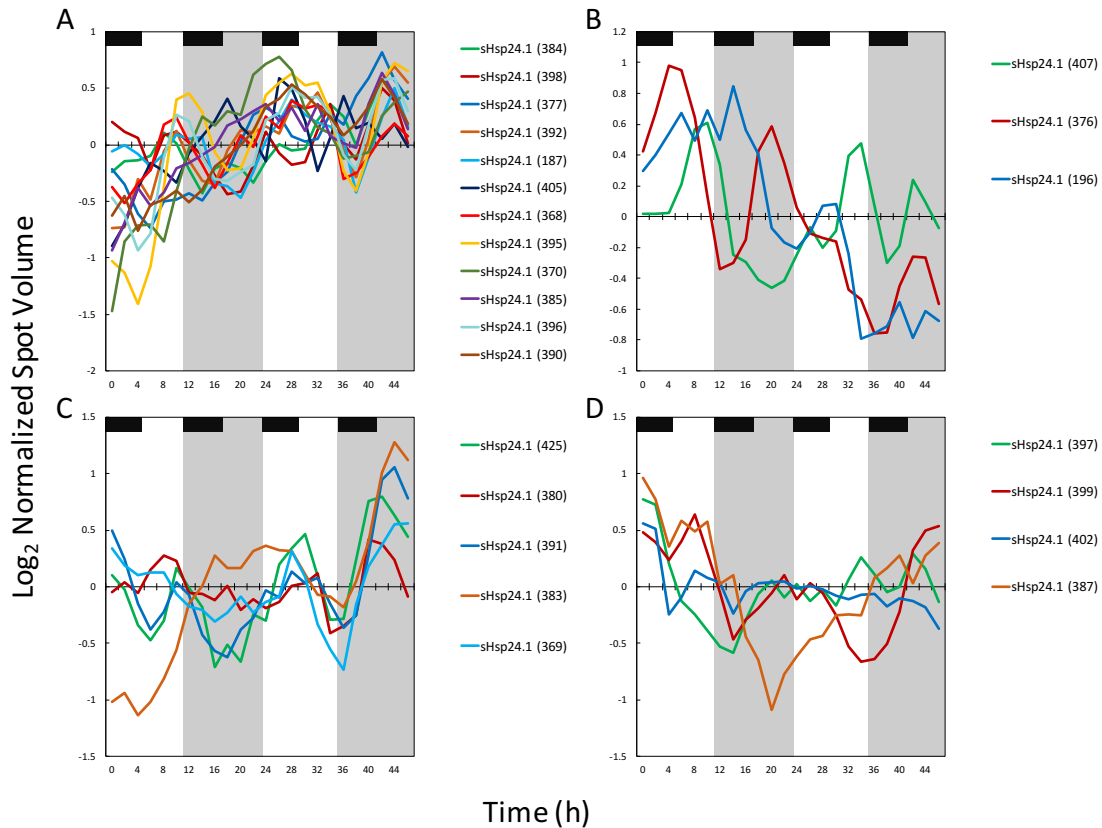 A
1
0.5
0
-0.5
-1
-1.5
-2
0 4 8 12 16 20 24 28 32 36 40 44
sHsp24.1 (384)
sHsp24.1 (398)
sHsp24.1 (377)
sHsp24.1 (392)
sHsp24.1 (187)
sHsp24.1 (405)
sHsp24.1 (368)
sHsp24.1 (395)
sHsp24.1 (370)
sHsp24.1 (385)
sHsp24.1 (396)
sHsp24.1 (390)
B
1.2
1
0.8
0.6
0.4
0.2
0
-0.2
-0.4
-0.6
-0.8
-1
0 4 8 12 16 20 24 28 32 36 40 44
sHsp24.1 (407)
sHsp24.1 (376)
sHsp24.1 (196)
C
1.5
1
0.5
0
-0.5
-1
-1.5
0 4 8 12 16 20 24 28 32 36 40 44
sHsp24.1 (425)
sHsp24.1 (380)
sHsp24.1 (391)
sHsp24.1 (383)
sHsp24.1 (369)
D
1.5
1
0.5
0
-0.5
-1
-1.5
0 4 8 12 16 20 24 28 32 36 40 44
sHsp24.1 (397)
sHsp24.1 (399)
sHsp24.1 (402)
sHsp24.1 (387)
Log₂ Normalized Spot Volume
Time (h)